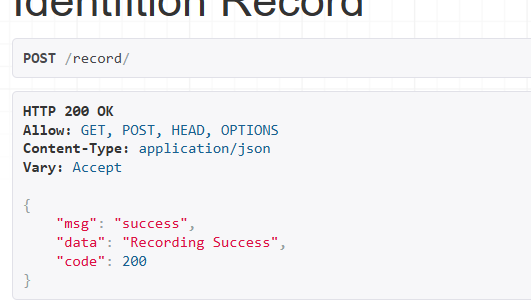 Identifition Record
POST /record/
HTTP 200 OK
Allow: GET, POST, HEAD, OPTIONS
Content-Type: application/json
Vary: Accept
{
    "msg": "success",
    "data": "Recording Success",
    "code": 200
}